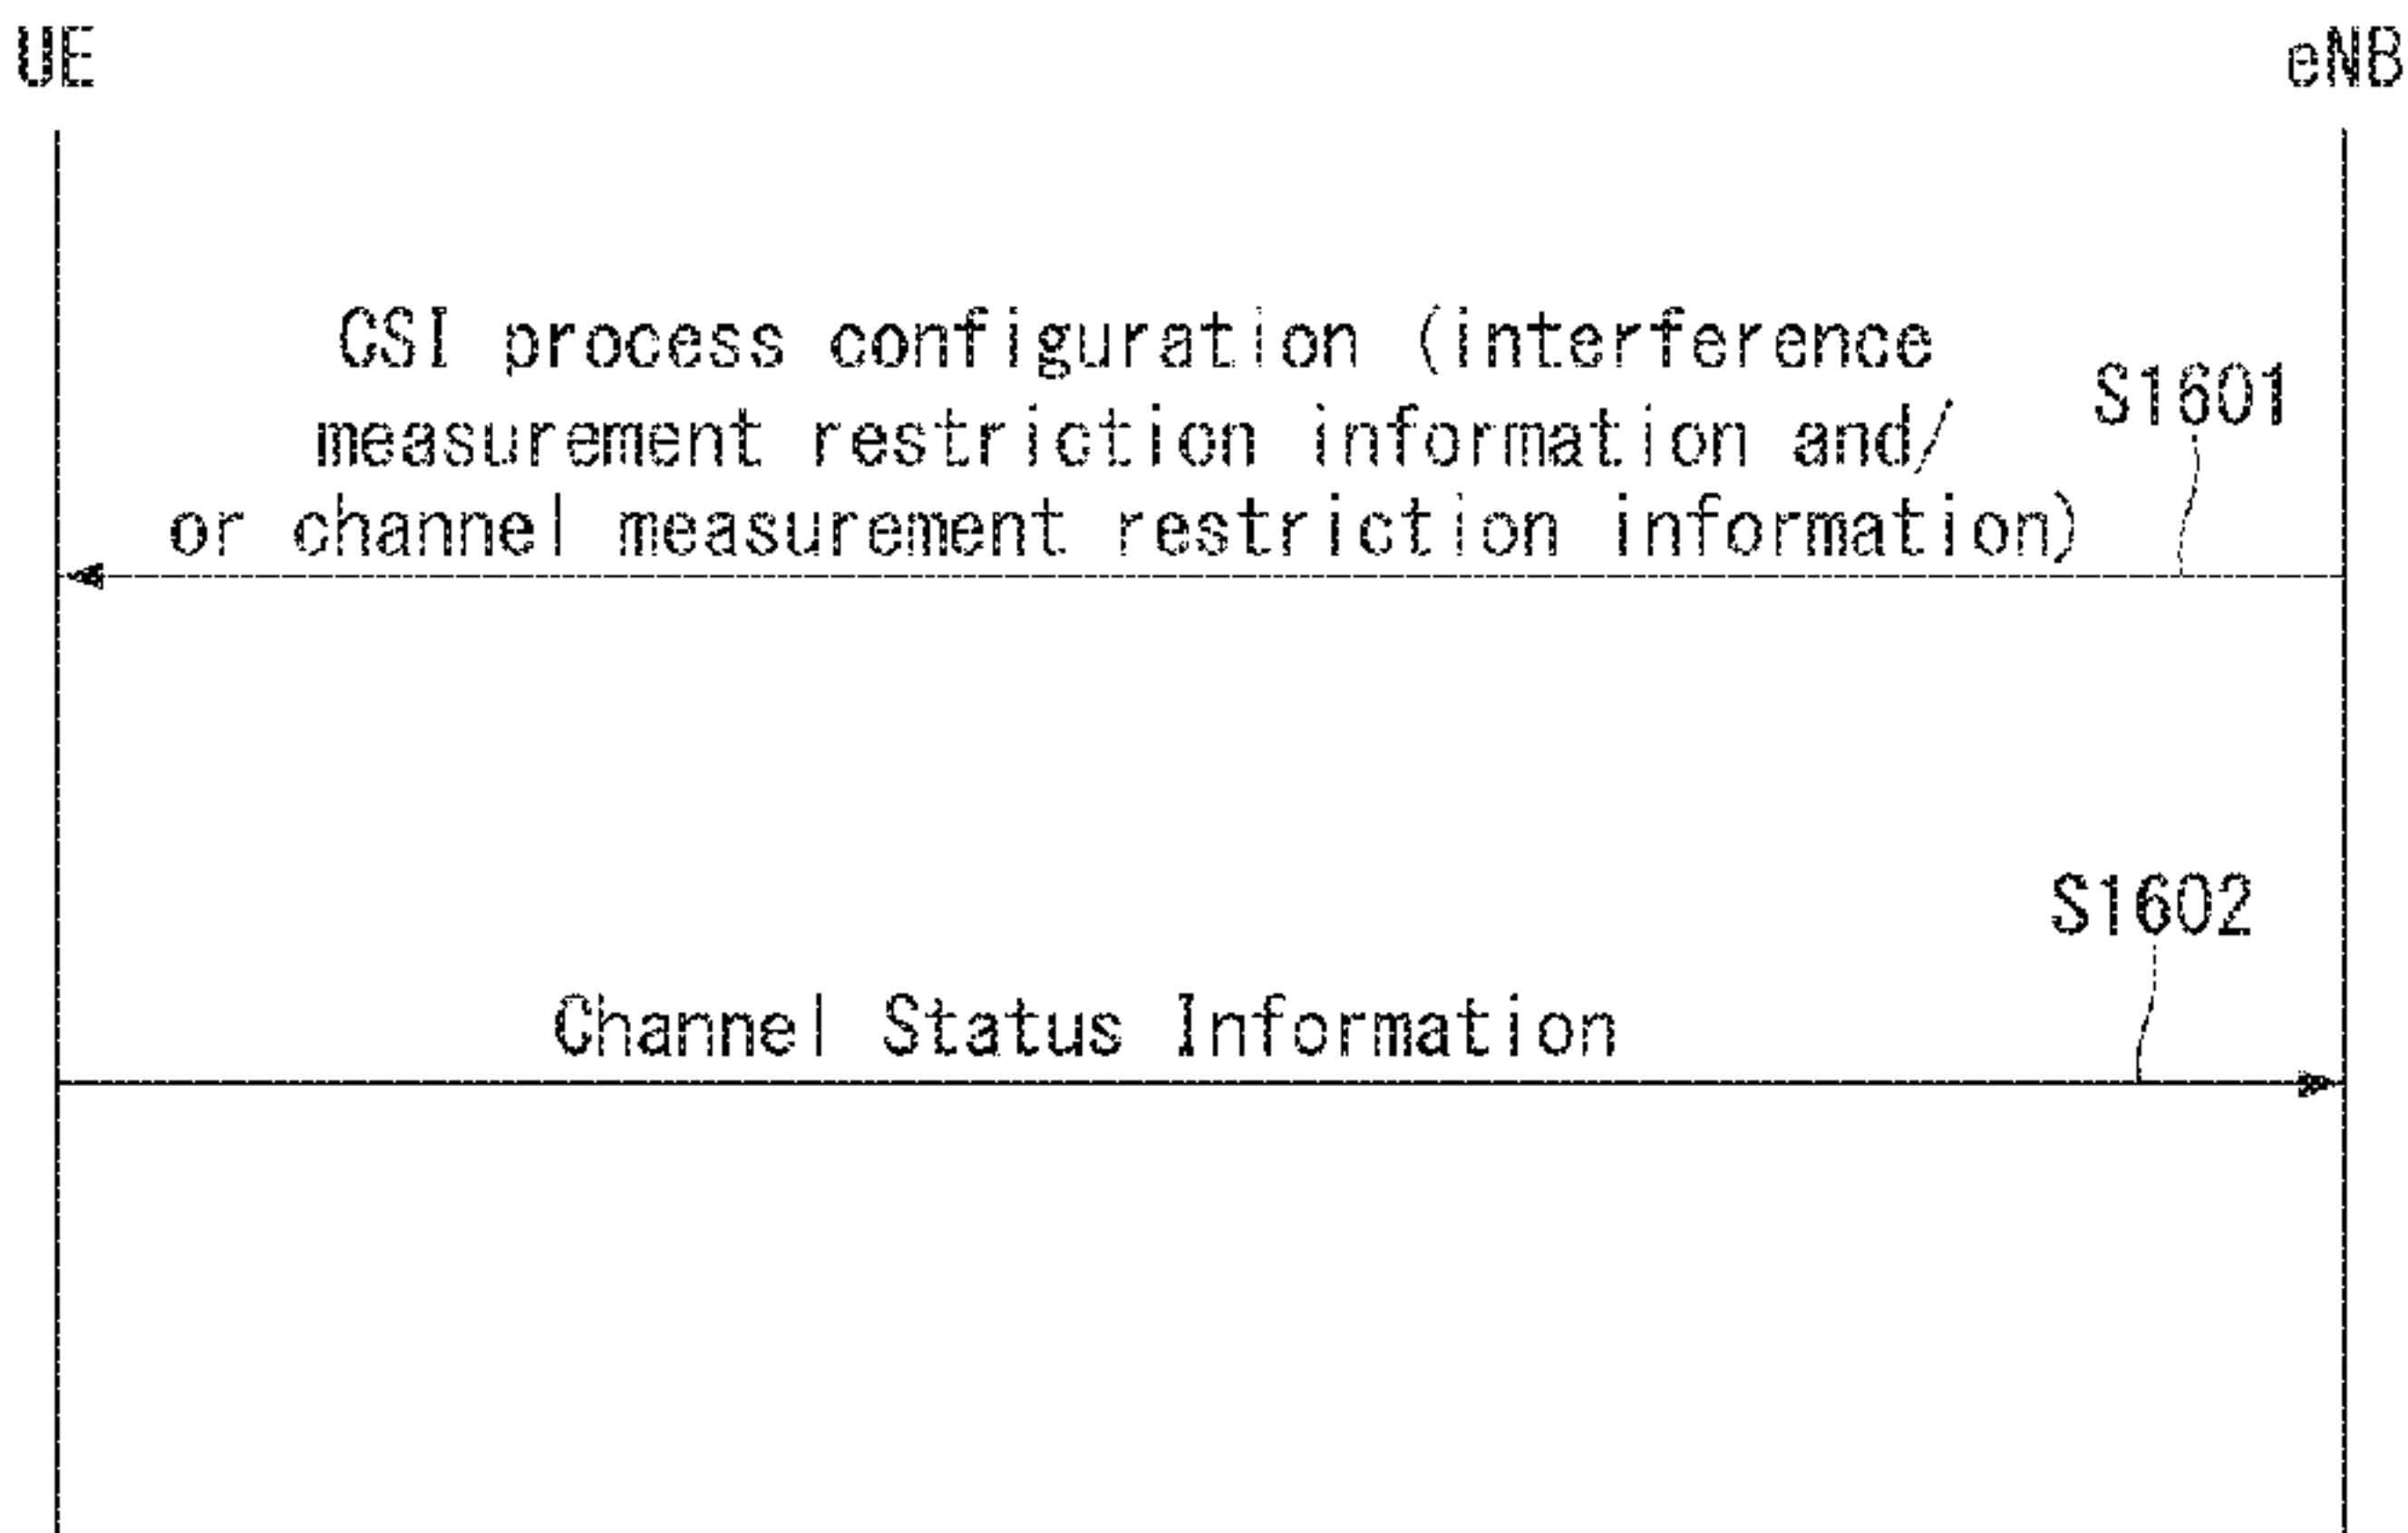 UE
eNB
CSI process configuration (interference
measurement restriction information and/
or channel measurement restriction information)
S1601
S1602
Channel Status Information